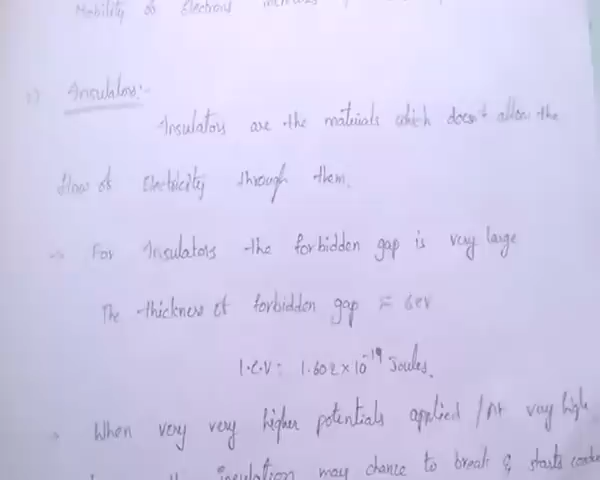 Mobility of Electrons increases
Insulators:-
Insulators are the materials which doesn't allow the
flow of Electricity through them.
→ For Insulators the forbidden gap is very large
The thickness of forbidden gap = 6ev
1.e.V = 1.602×10⁻¹⁹ Joules.
When very very higher potentials applied / At very high
the insulation may chance to break & starts